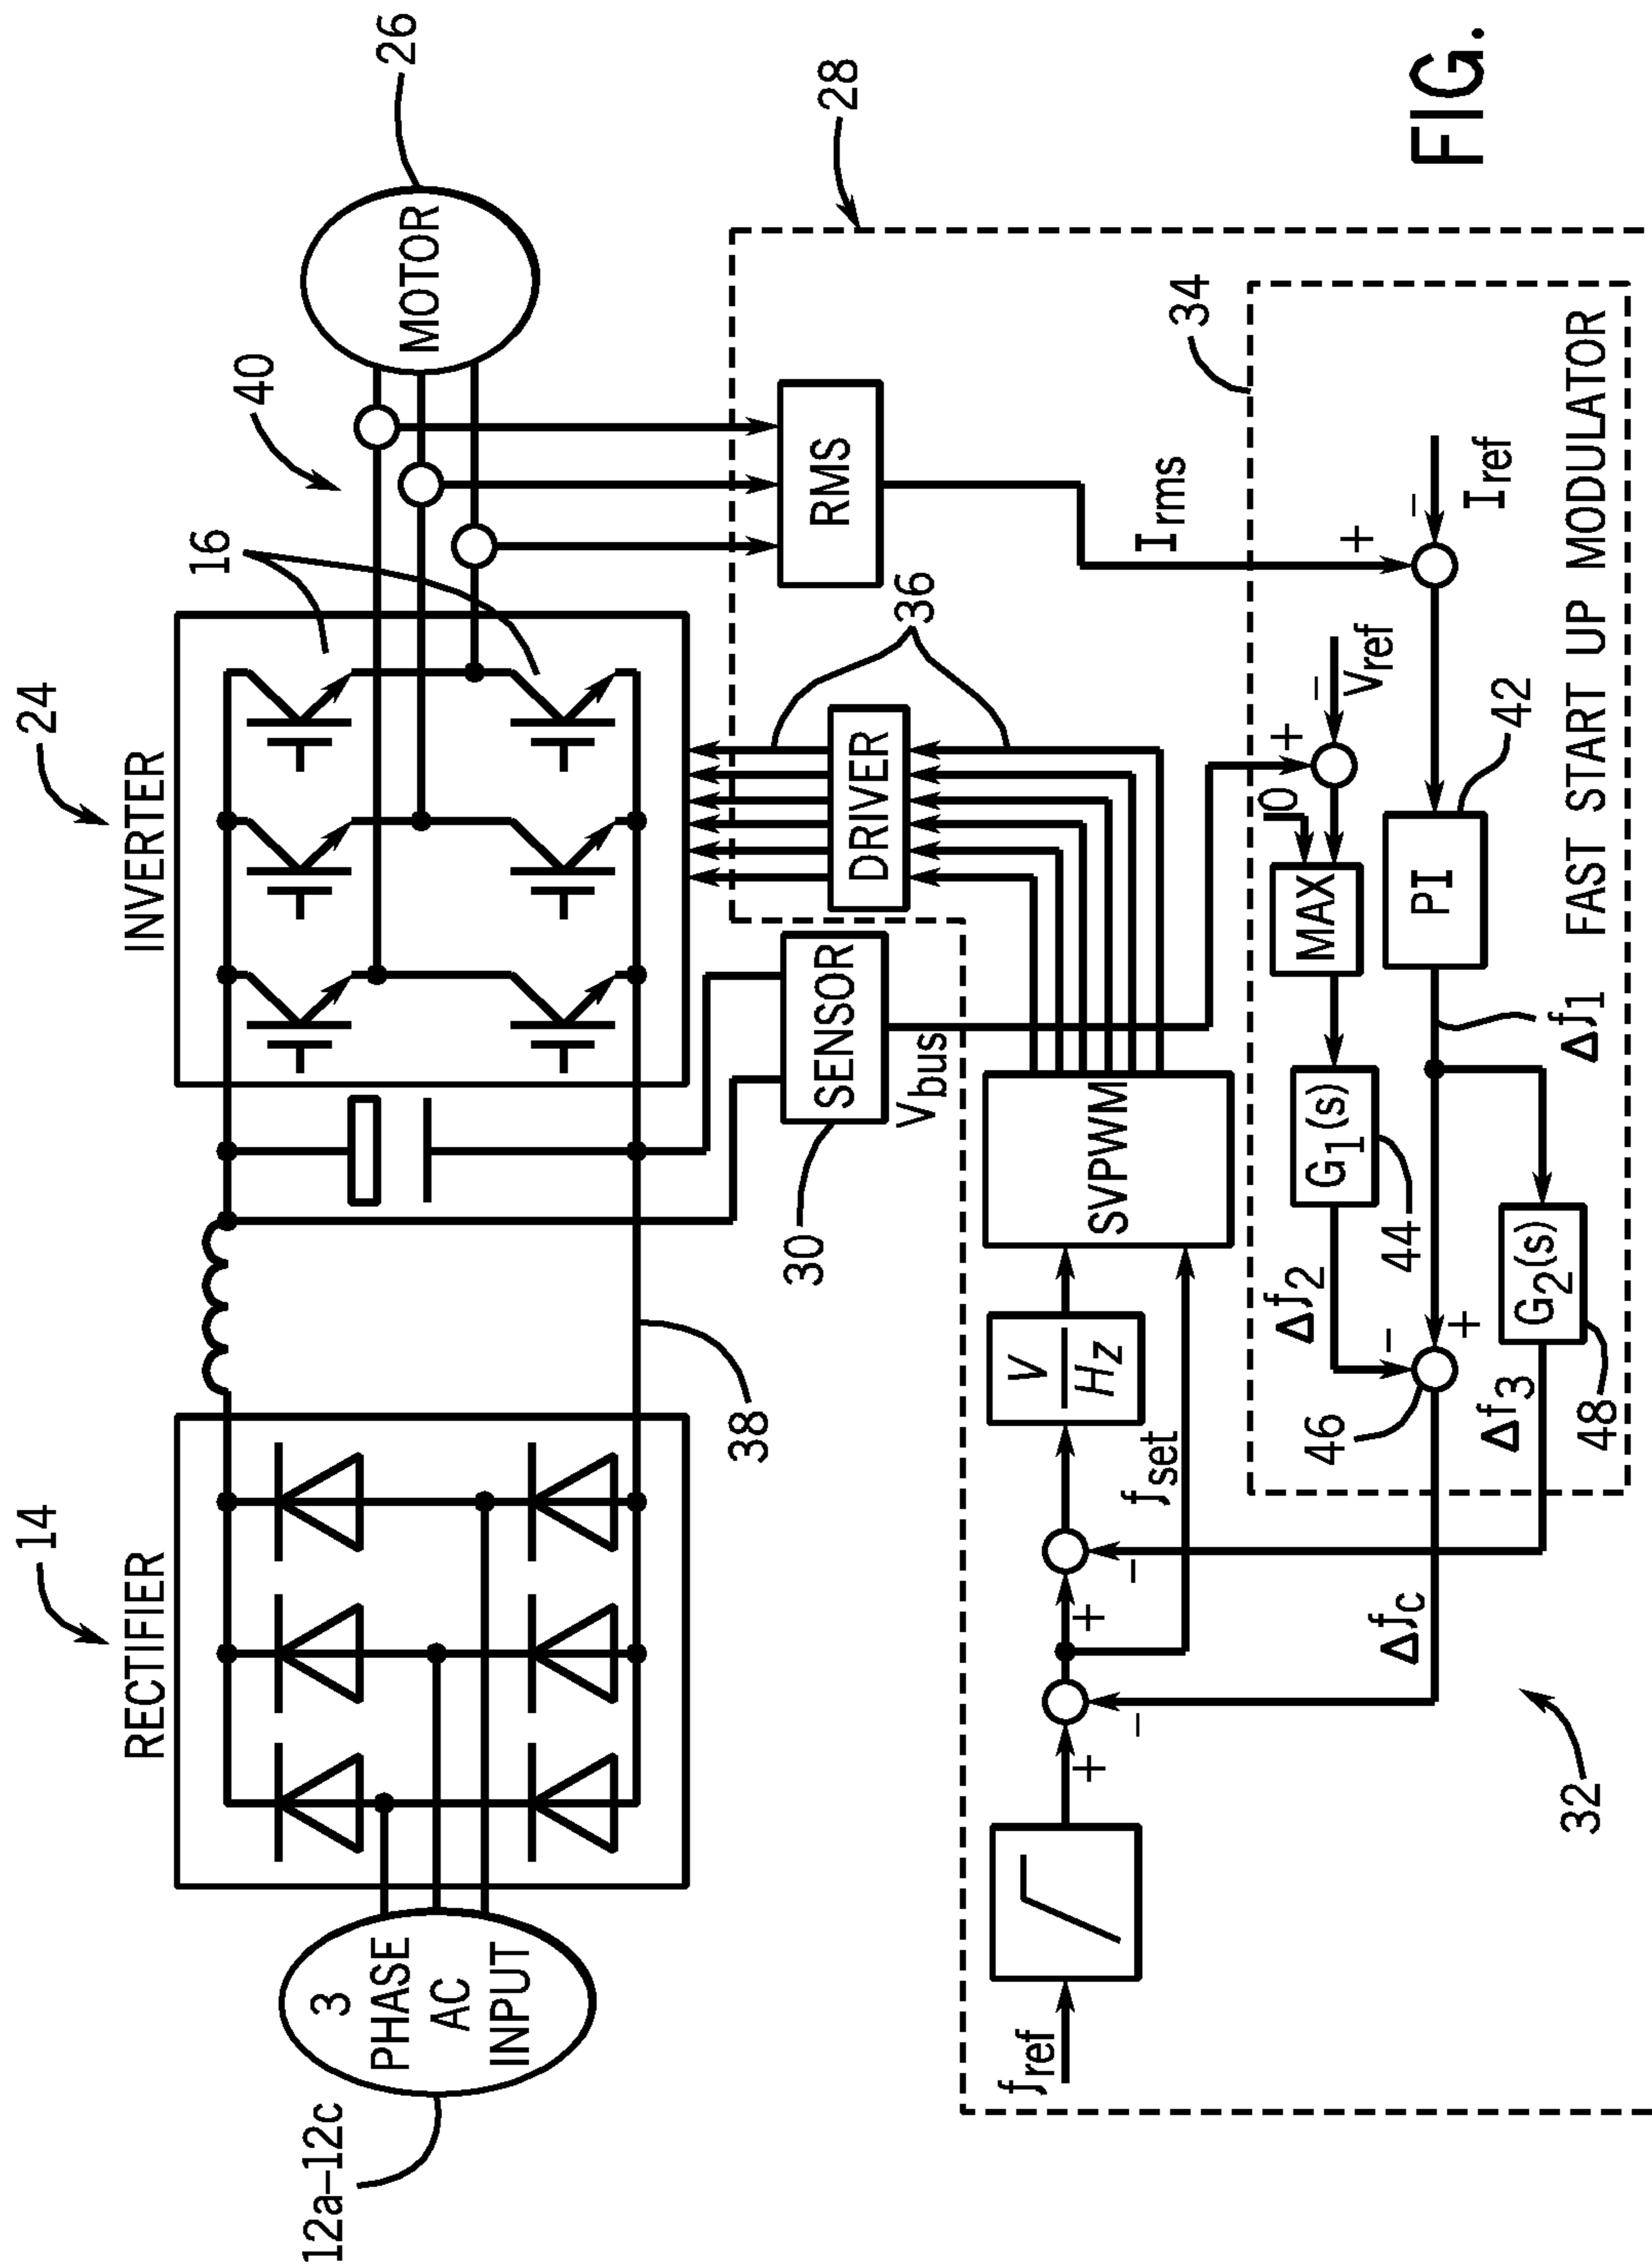 14
24
RECTIFIER
INVERTER
16
40
26
3
PHASE
AC
INPUT
MOTOR
12a–12c
38
30
SENSOR
Vbus
DRIVER
36
RMS
28
Irms
fref
+
−
+
−
fset
V
Hz
SVPWM
34
Δf2
44
G1(s)
MAX
0
+
−
Vref
46
−
+
Δf1
PI
42
+
−
Iref
Δfc
Δf3
48
G2(s)
FAST START UP MODULATOR
32
FIG.